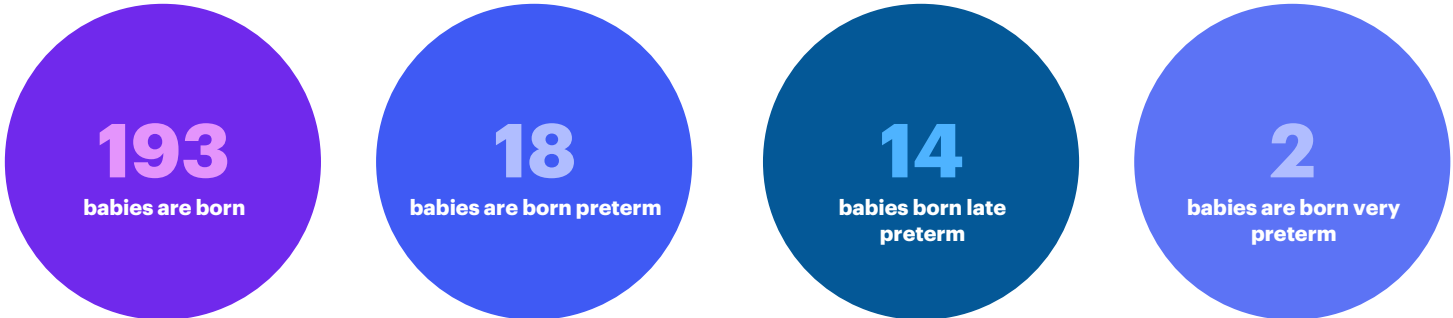 193
babies are born
18
babies are born preterm
14
babies born late
preterm
2
babies are born very
preterm